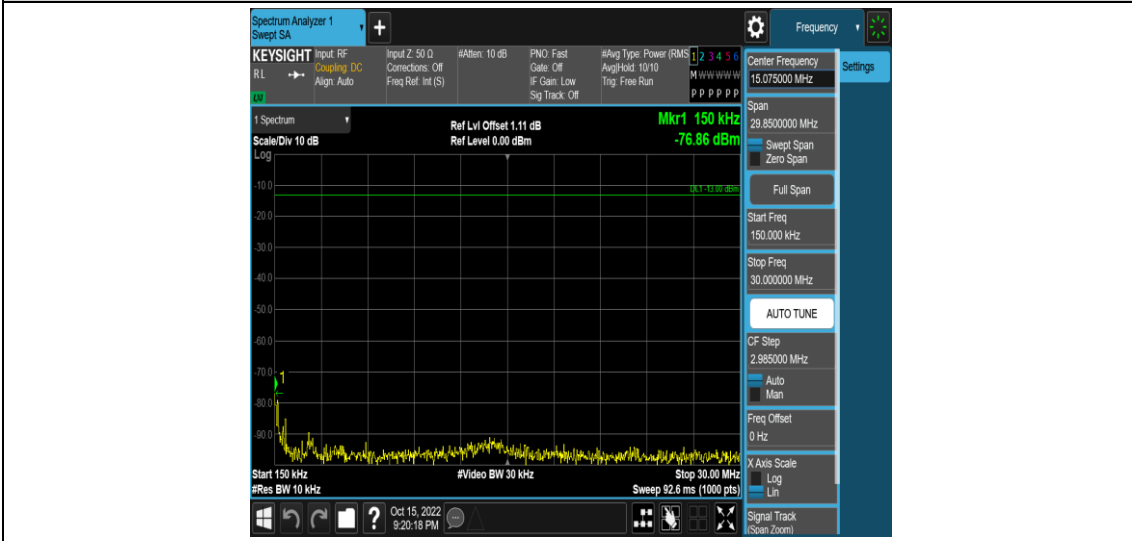 Spectrum Analyzer 1
Swept SA
+
Frequency
KEYSIGHT
RL
LNI
Input: RF
Coupling: DC
Align: Auto
Input Z: 50 Ω
Corrections: Off
Freq Ref: Int (S)
#Atten: 10 dB
PNO: Fast
Gate: Off
IF Gain: Low
Sig Track: Off
#Avg Type: Power (RMS
Avg|Hold: 10/10
Trig: Free Run
1 2 3 4 5 6
M W W W W W
P P P P P P
1 Spectrum
Scale/Div 10 dB
Log
Ref Lvl Offset 1.11 dB
Ref Level 0.00 dBm
Mkr1 150 kHz
-76.86 dBm
DL1 -13.00 dBm
-10.0
-20.0
-30.0
-40.0
-50.0
-60.0
-70.0
1
-80.0
-90.0
Start 150 kHz
#Video BW 30 kHz
Stop 30.00 MHz
#Res BW 10 kHz
Sweep 92.6 ms (1000 pts)
?
Oct 15, 2022
9:20:18 PM
Center Frequency
15.075000 MHz
Settings
Span
29.8500000 MHz
Swept Span
Zero Span
Full Span
Start Freq
150.000 kHz
Stop Freq
30.000000 MHz
AUTO TUNE
CF Step
2.985000 MHz
Auto
Man
Freq Offset
0 Hz
X Axis Scale
Log
Lin
Signal Track
(Span Zoom)